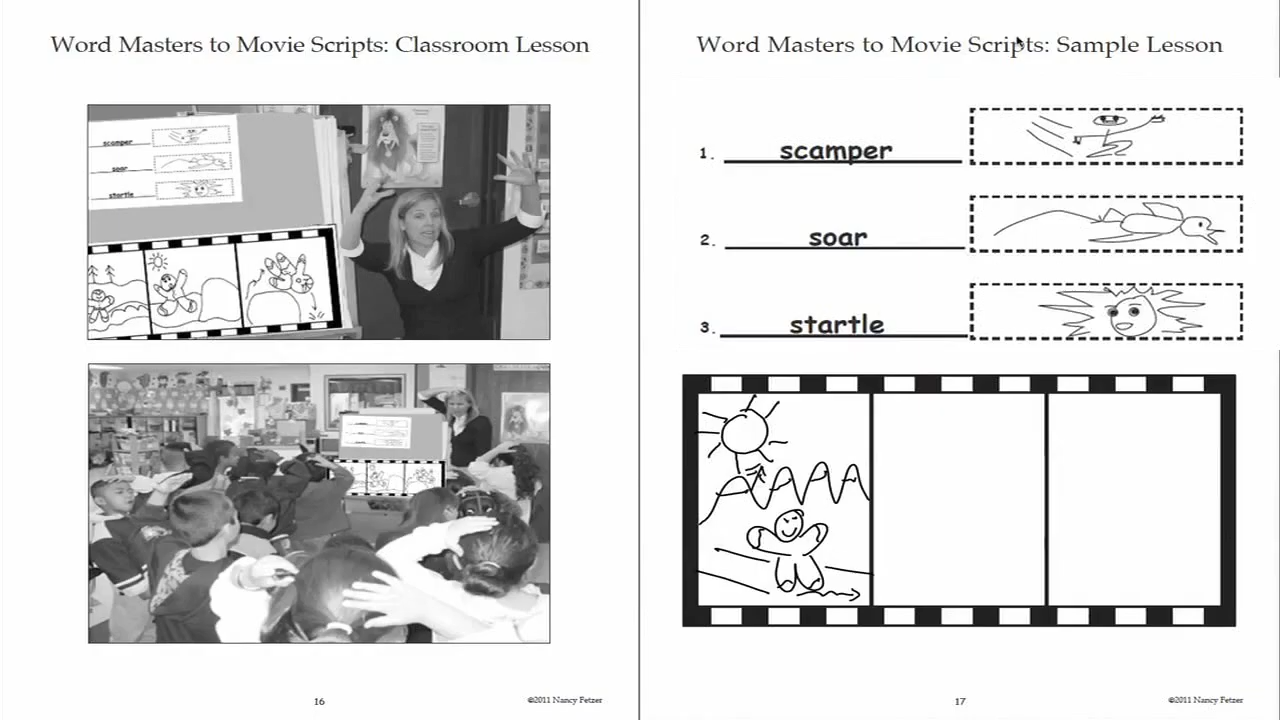 Word Masters to Movie Scripts: Classroom Lesson
scamper
soar
startle
16
©2011 Nancy Fetzer
Word Masters to Movie Scripts: Sample Lesson
1. scamper
2. soar
3. startle
17
©2011 Nancy Fetzer